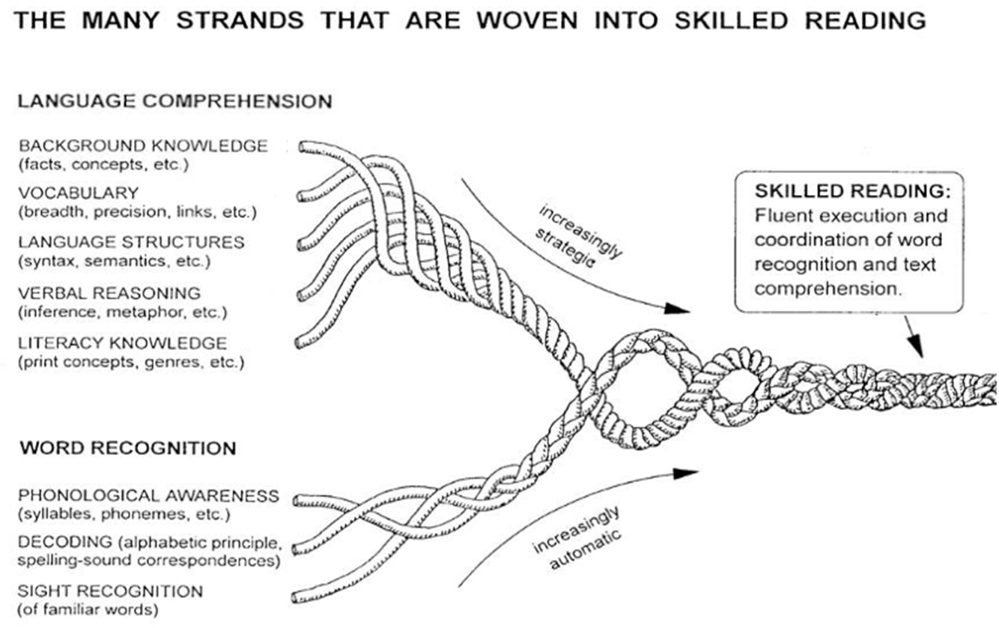 THE MANY STRANDS THAT ARE WOVEN INTO SKILLED READING
LANGUAGE COMPREHENSION
BACKGROUND KNOWLEDGE
(facts, concepts, etc.)
VOCABULARY
(breadth, precision, links, etc.)
LANGUAGE STRUCTURES
(syntax, semantics, etc.)
VERBAL REASONING
(inference, metaphor, etc.)
LITERACY KNOWLEDGE
(print concepts, genres, etc.)
WORD RECOGNITION
PHONOLOGICAL AWARENESS
(syllables, phonemes, etc.)
DECODING (alphabetic principle,
spelling-sound correspondences)
SIGHT RECOGNITION
(of familiar words)
increasingly
strategic
increasingly
automatic
SKILLED READING:
Fluent execution and
coordination of word
recognition and text
comprehension.